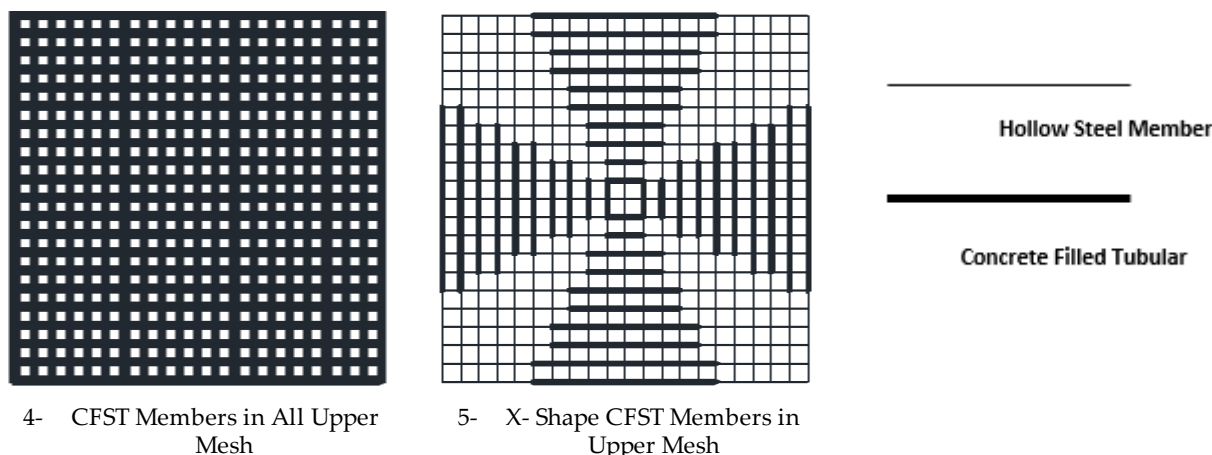 Hollow Steel Member
Concrete Filled Tubular
4- CFST Members in All Upper
Mesh
5- X- Shape CFST Members in
Upper Mesh